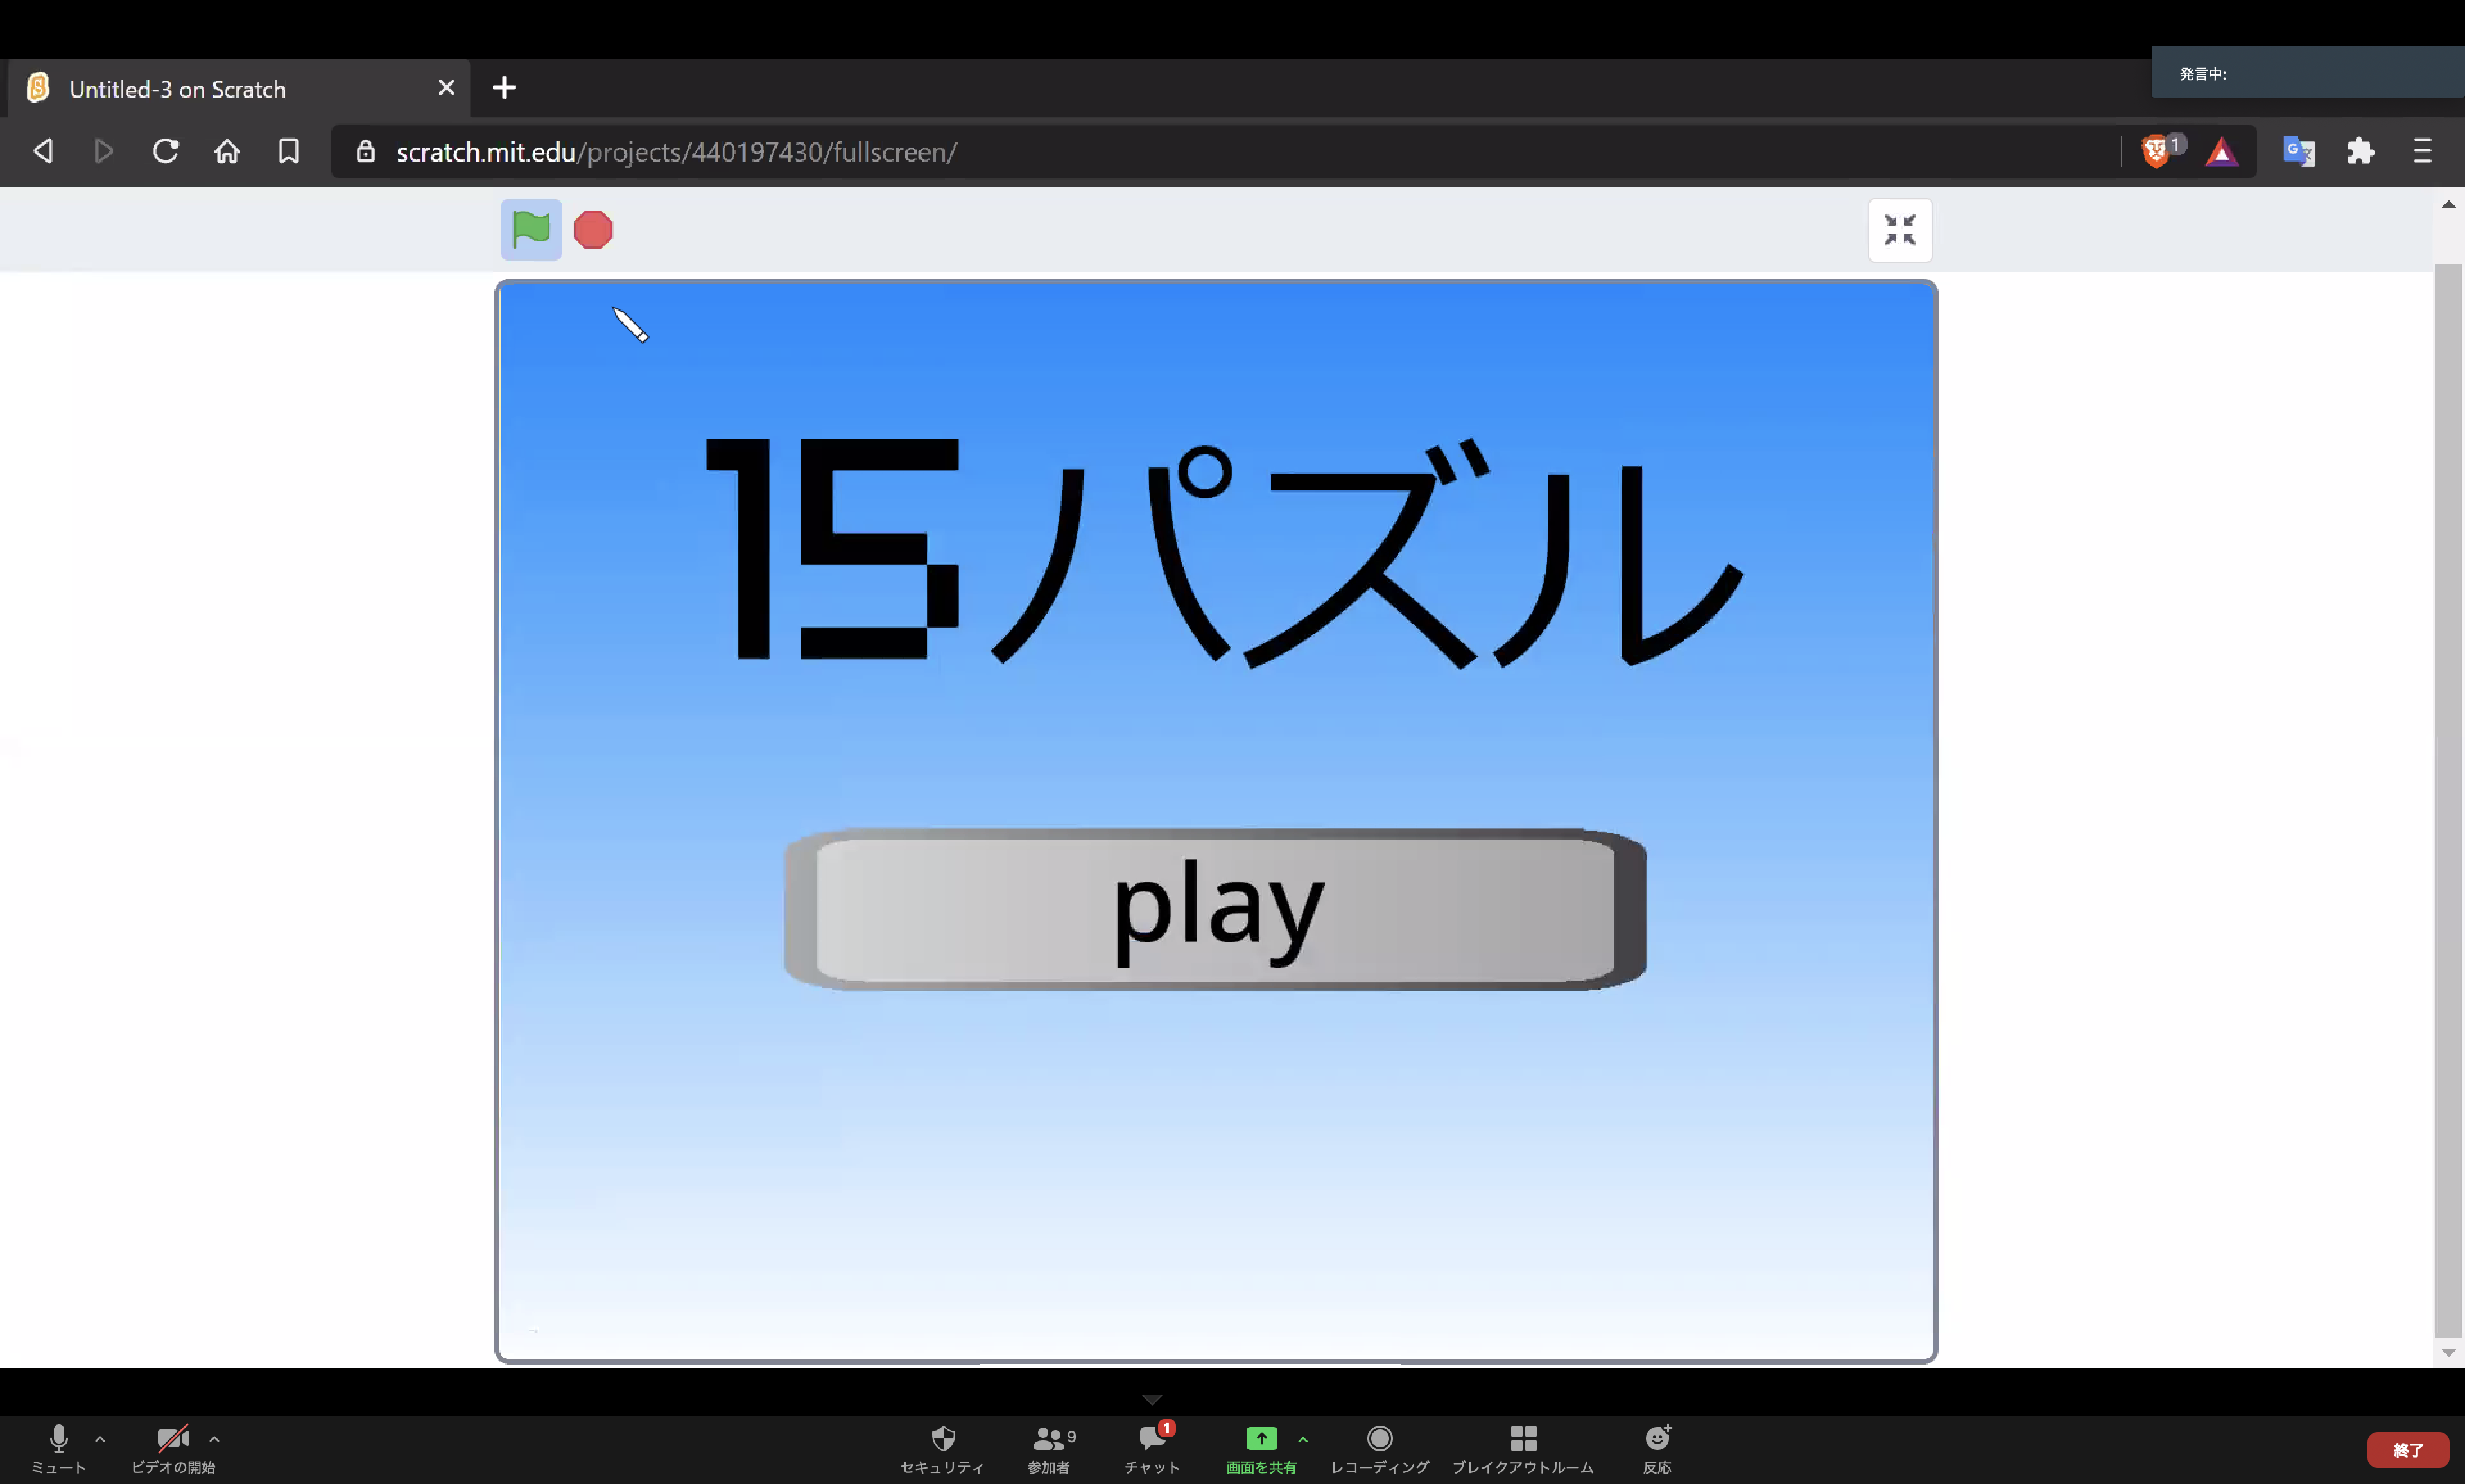 Untitled-3 on Scratch
発言中:
scratch.mit.edu/projects/440197430/fullscreen/
1
15パズル
play
ミュート
ビデオの開始
セキュリティ
9
参加者
1
チャット
画面を共有
レコーディング
ブレイクアウトルーム
反応
終了